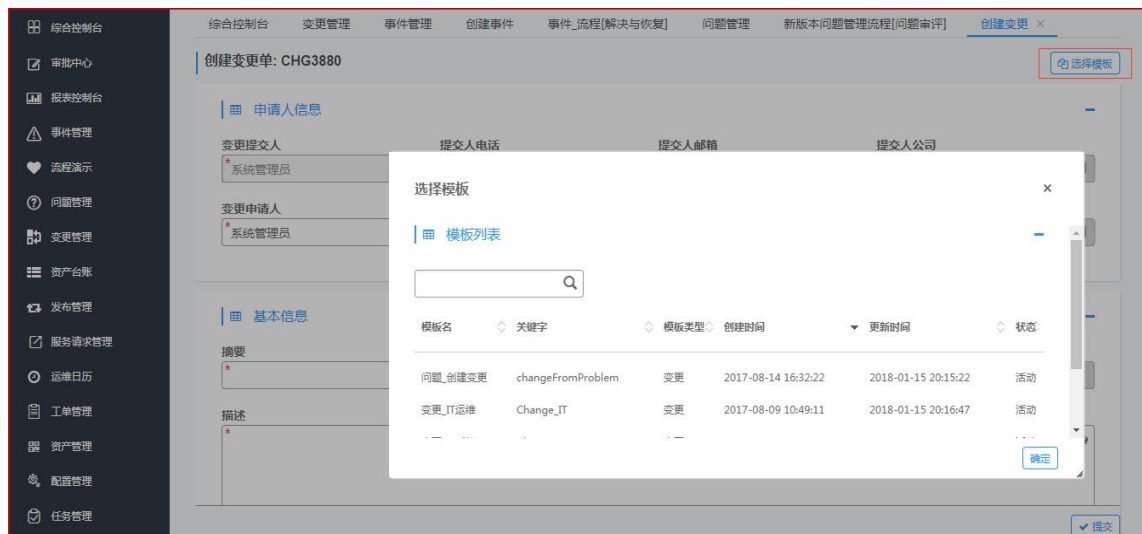 综合控制台
审批中心
报表控制台
事件管理
流程演示
问题管理
变更管理
资产台账
发布管理
服务请求管理
运维日历
工单管理
资产管理
配置管理
任务管理
综合控制台 变更管理 事件管理 创建事件 事件_流程[解决与恢复] 问题管理 新版本问题管理流程[问题审评] 创建变更 ×
创建变更单: CHG3880 选择模板
申请人信息
变更提交人 提交人电话 提交人邮箱 提交人公司
*系统管理员
变更申请人
*系统管理员
基本信息
摘要
*
描述
*
选择模板 ×
模板列表
模板名 关键字 模板类型 创建时间 更新时间 状态
问题_创建变更 changeFromProblem 变更 2017-08-14 16:32:22 2018-01-15 20:15:22 活动
变更_IT运维 Change_IT 变更 2017-08-09 10:49:11 2018-01-15 20:16:47 活动
确定
提交